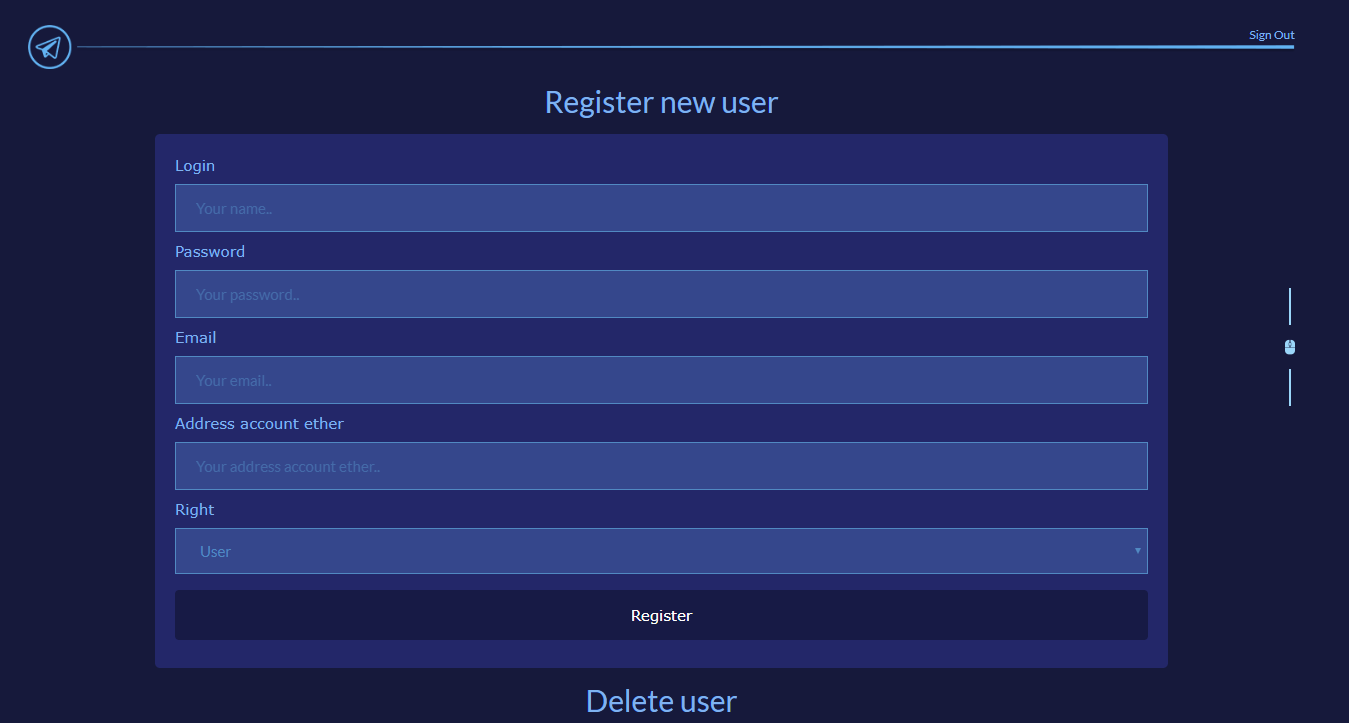 Sign Out
Register new user
Login
Your name..
Password
Your password..
Email
Your email..
Address account ether
Your address account ether..
Right
User
Register
Delete user